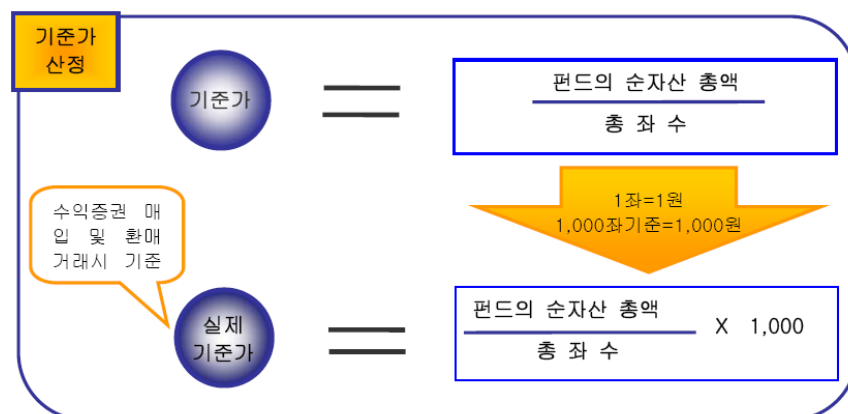 기준가
산정
기준가
펀드의 순자산 총액
총 좌 수
1좌=1원
1,000좌기준=1,000원
수익증권 매
입 및 환매
거래시 기준
실제
기준가
펀드의 순자산 총액
총 좌 수
X 1,000